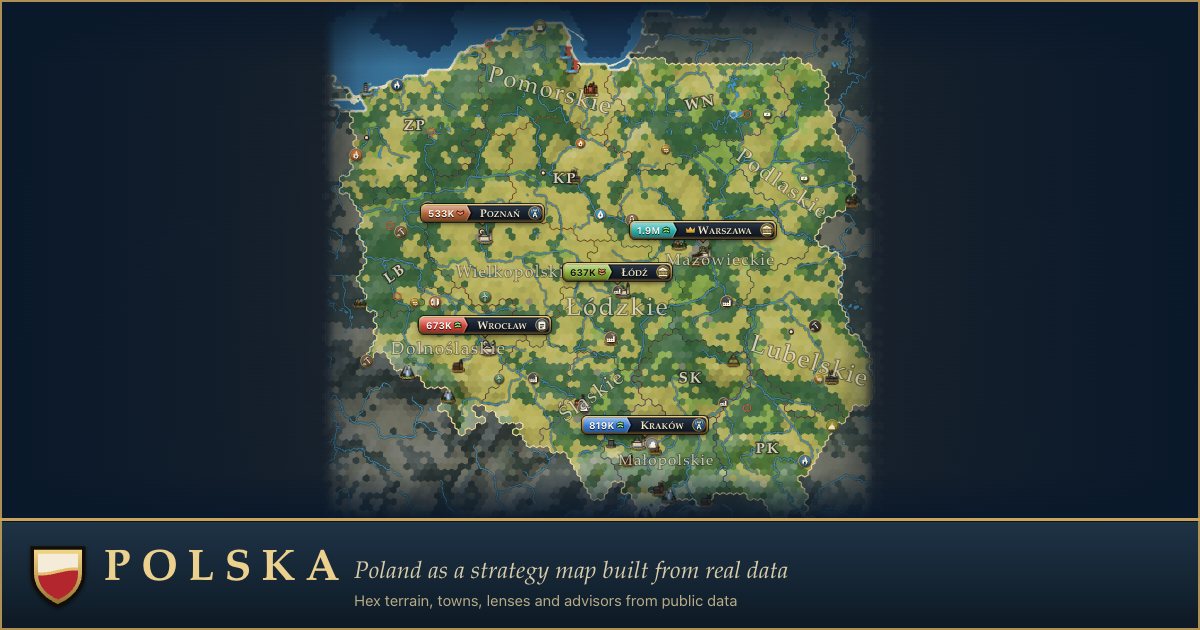 Pomorskie
WN
ZP
Podlaskie
KP
533K POZNAŃ
1.9M WARSZAWA
Mazowieckie
LB
Wielkopolski
637K ŁÓDŹ
Łódzkie
673K WROCŁAW
Dolnośląskie
Lubelskie
SK
Śląskie
819K KRAKÓW
PK
Małopolskie
POLSKA
Poland as a strategy map built from real data
Hex terrain, towns, lenses and advisors from public data